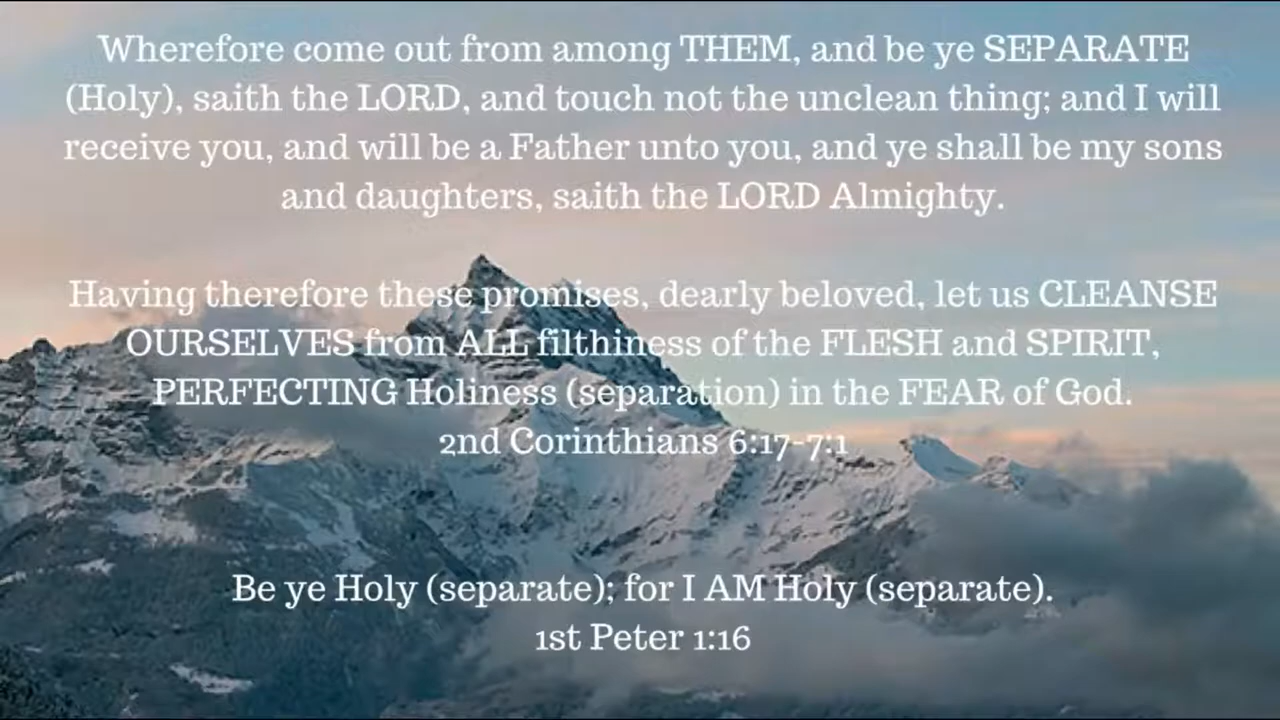 Wherefore come out from among THEM, and be ye SEPARATE
(Holy), saith the LORD, and touch not the unclean thing; and I will
receive you, and will be a Father unto you, and ye shall be my sons
and daughters, saith the LORD Almighty.
Having therefore these promises, dearly beloved, let us CLEANSE
OURSELVES from ALL filthiness of the FLESH and SPIRIT,
PERFECTING Holiness (separation) in the FEAR of God.
2nd Corinthians 6:17-7:1
Be ye Holy (separate); for I AM Holy (separate).
1st Peter 1:16